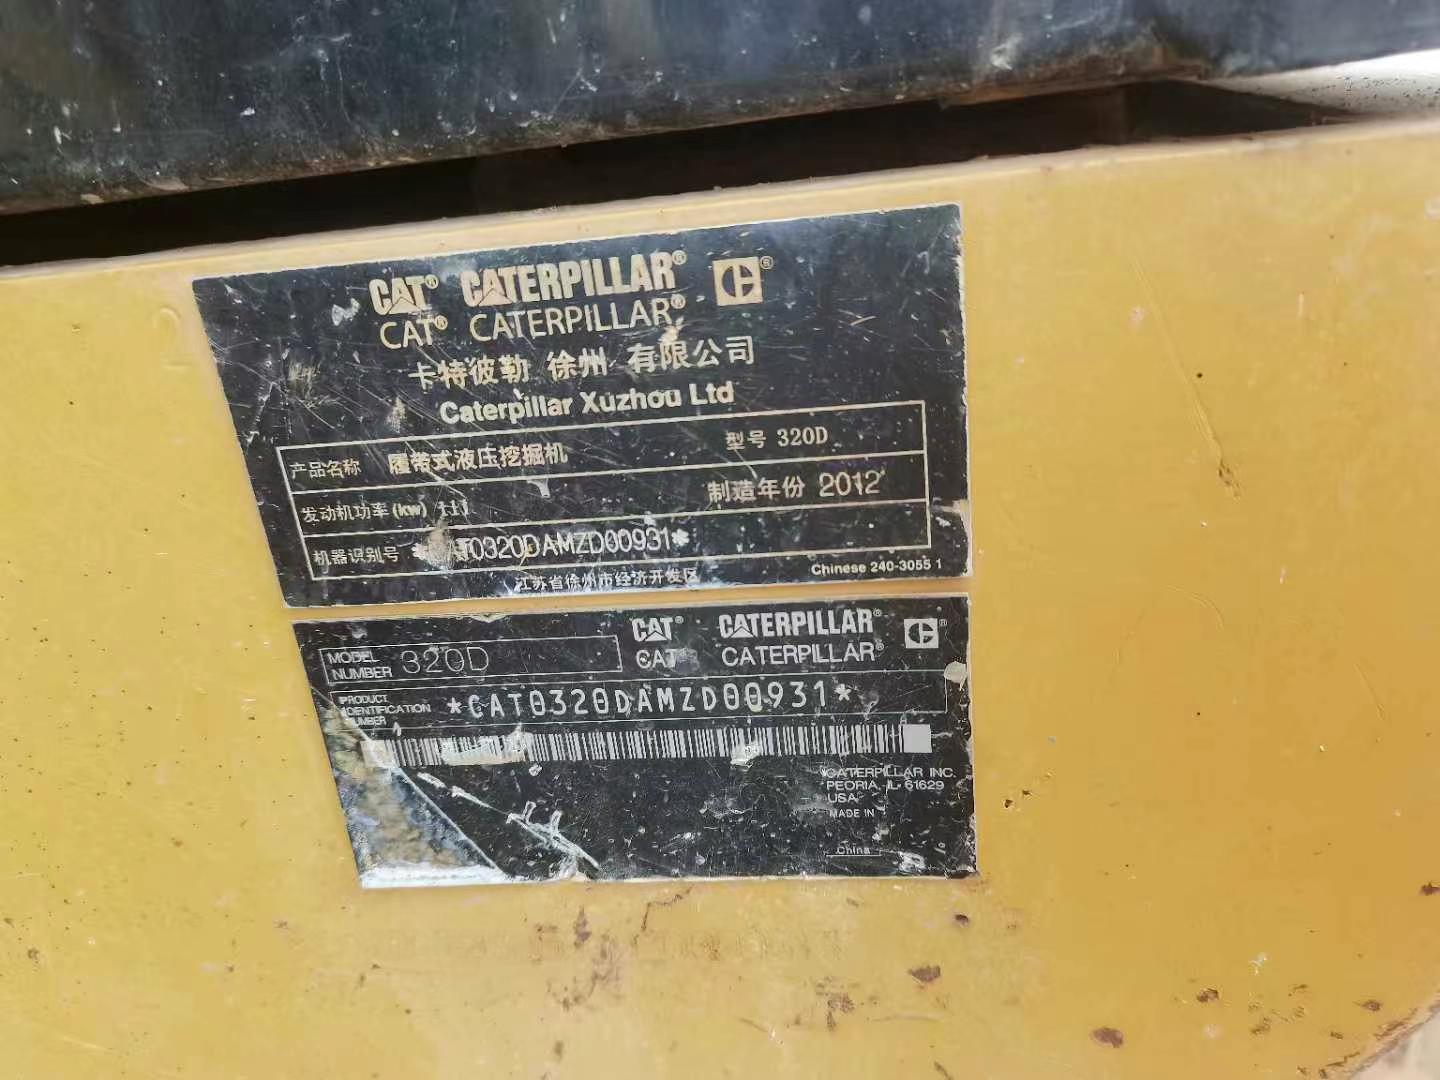 CAT® CATERPILLAR® C®
CAT® CATERPILLAR®
卡特彼勒 徐州 有限公司
Caterpillar Xuzhou Ltd
产品名称 履带式液压挖掘机 型号 320D
发动机功率(kw) 111 制造年份 2012
机器识别号 T0320DAMZD00931*
江苏省徐州市经济开发区 Chinese 240-3055 1
CAT® CATERPILLAR® C®
CAT CATERPILLAR®
MODEL NUMBER 320D
PRODUCT IDENTIFICATION NUMBER *CAT0320DAMZD00931*
CATERPILLAR INC.
PEORIA, IL 61629
USA
MADE IN
China